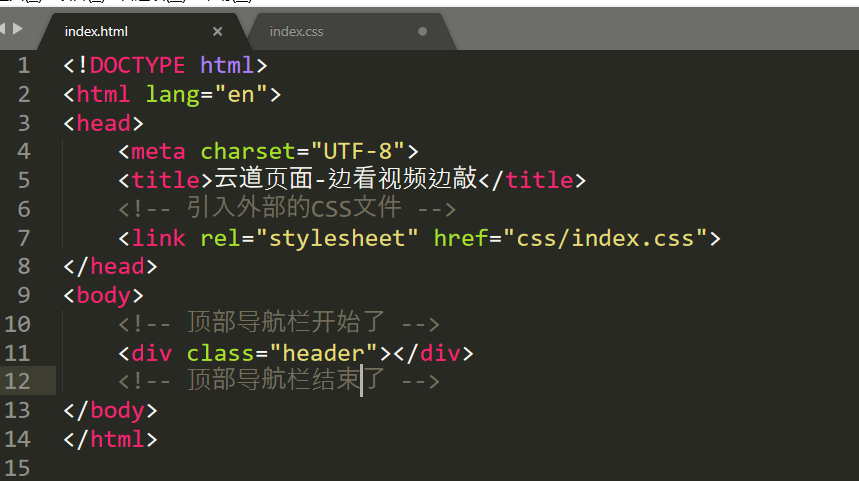 index.html × index.css
1 <!DOCTYPE html>
2 <html lang="en">
3 <head>
4 <meta charset="UTF-8">
5 <title>云道页面-边看视频边敲</title>
6 <!-- 引入外部的CSS文件 -->
7 <link rel="stylesheet" href="css/index.css">
8 </head>
9 <body>
10 <!-- 顶部导航栏开始了 -->
11 <div class="header"></div>
12 <!-- 顶部导航栏结束了 -->
13 </body>
14 </html>
15